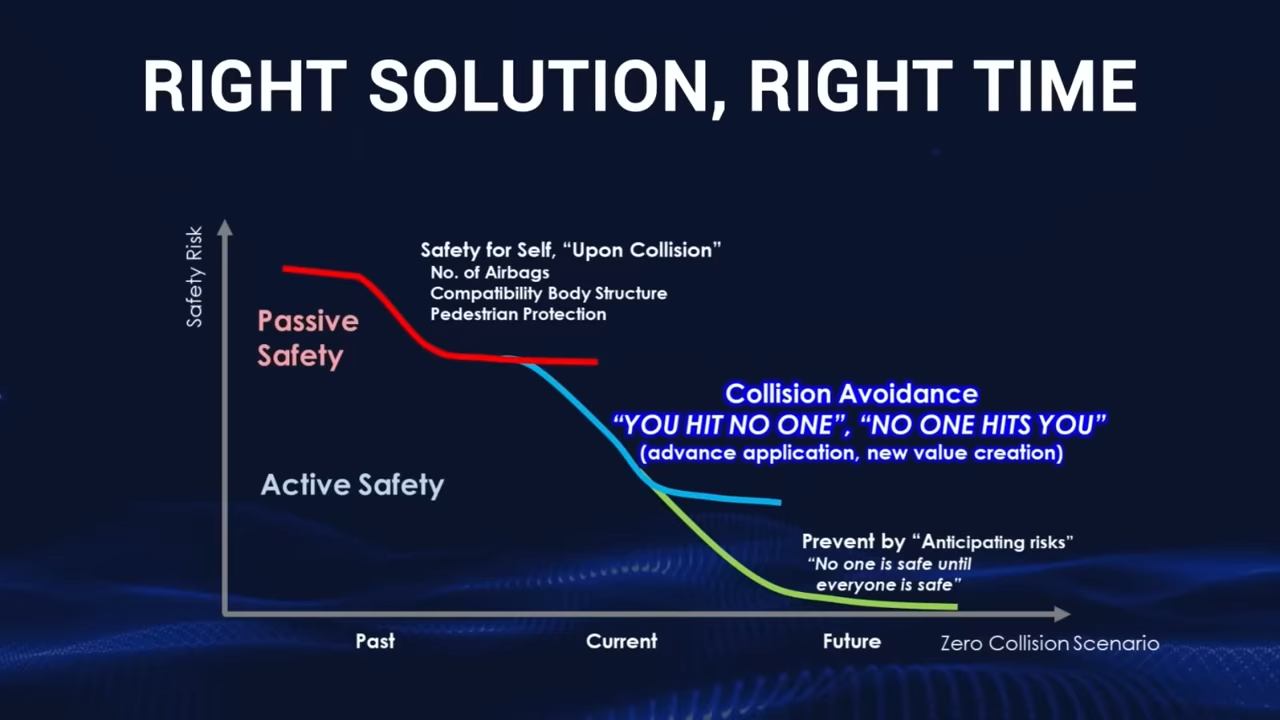 RIGHT SOLUTION, RIGHT TIME
Safety Risk
Safety for Self, “Upon Collision”
No. of Airbags
Compatibility Body Structure
Pedestrian Protection
Passive
Safety
Collision Avoidance
“YOU HIT NO ONE”, “NO ONE HITS YOU”
(advance application, new value creation)
Active Safety
Prevent by “Anticipating risks”
“No one is safe until
everyone is safe”
Past
Current
Future
Zero Collision Scenario